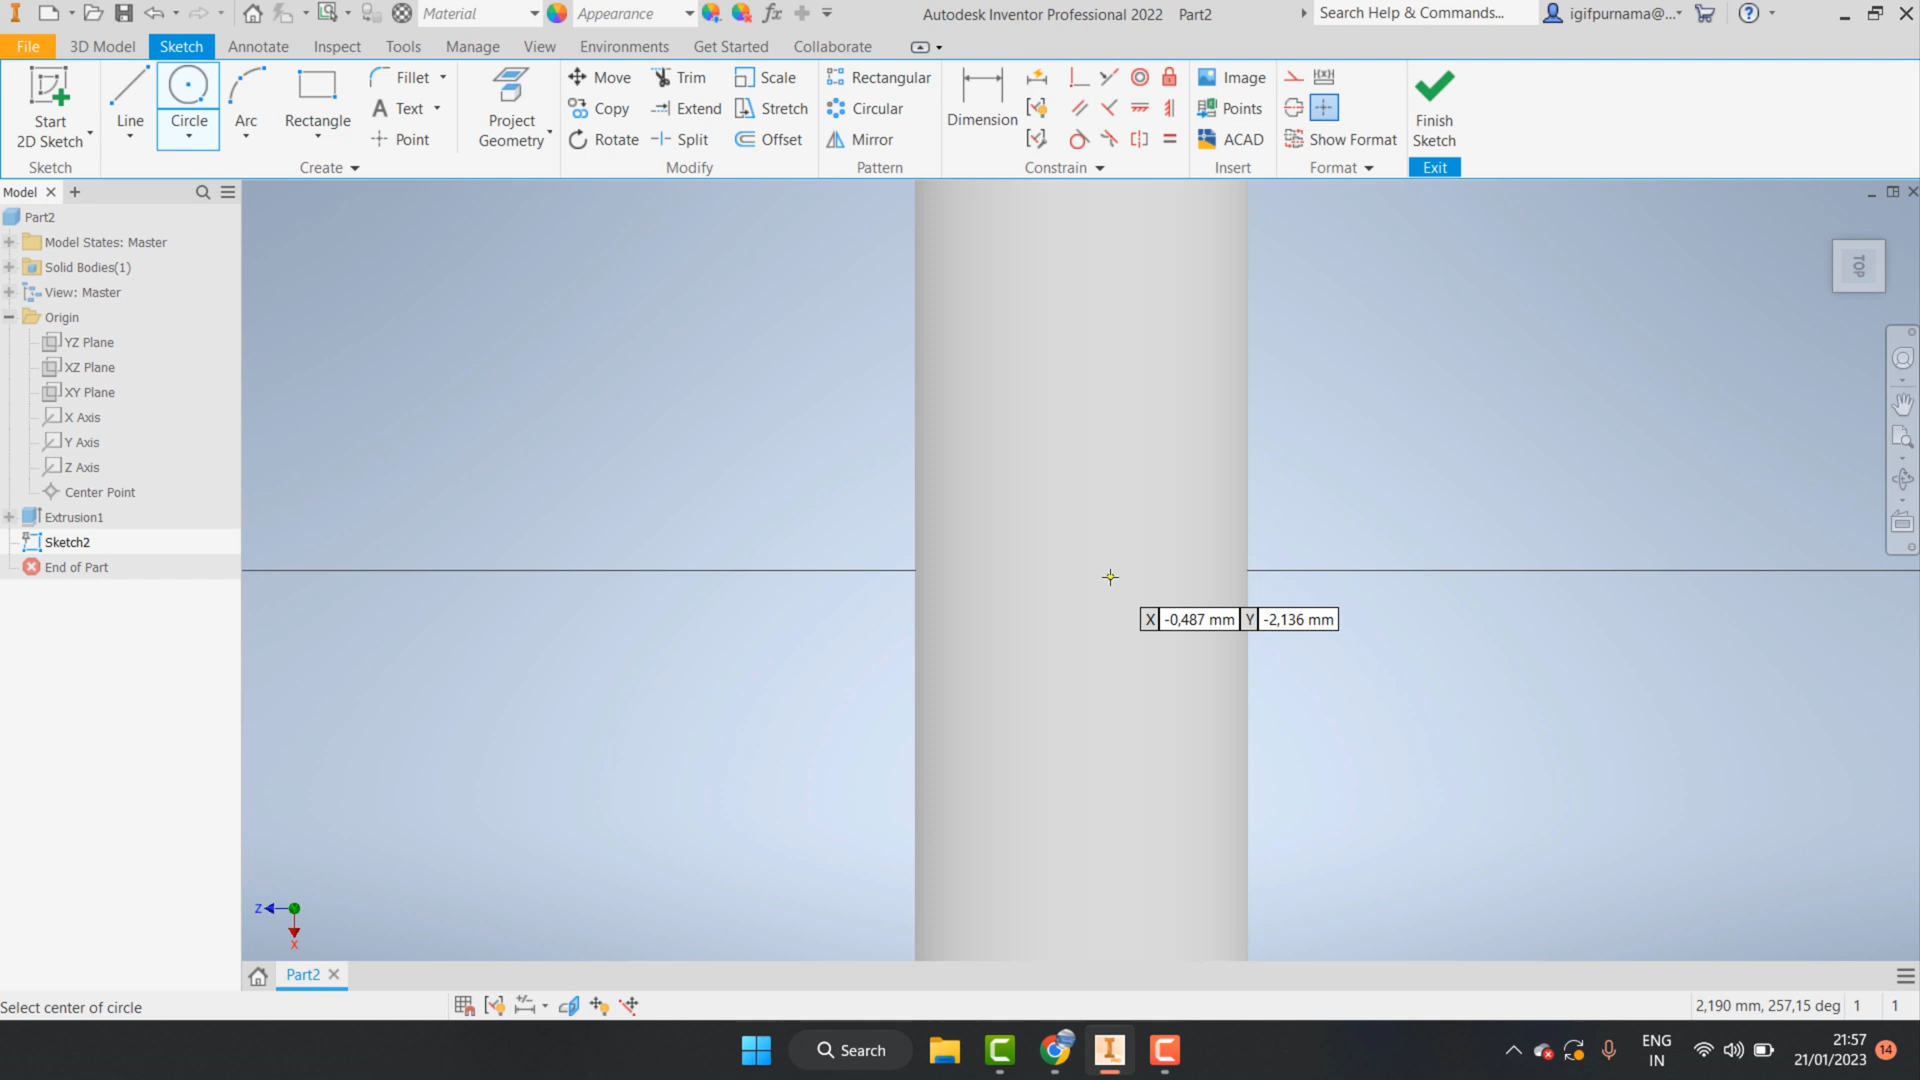 Material
Appearance
fx
Autodesk Inventor Professional 2022 Part2
Search Help & Commands...
igifpurnama@...
File
3D Model
Sketch
Annotate
Inspect
Tools
Manage
View
Environments
Get Started
Collaborate
Start
2D Sketch
Line
Circle
Arc
Rectangle
Fillet
Text
Point
Project
Geometry
Move
Copy
Rotate
Trim
Extend
Split
Scale
Stretch
Offset
Rectangular
Circular
Mirror
Dimension
Image
Points
ACAD
Show Format
Finish
Sketch
Sketch
Create
Modify
Pattern
Constrain
Insert
Format
Exit
Model
Part2
Model States: Master
Solid Bodies(1)
View: Master
Origin
YZ Plane
XZ Plane
XY Plane
X Axis
Y Axis
Z Axis
Center Point
Extrusion1
Sketch2
End of Part
TOP
X -0,487 mm Y -2,136 mm
Z
X
Part2
Select center of circle
2,190 mm, 257,15 deg 1 1
Search
ENG
IN
21:57
21/01/2023
14